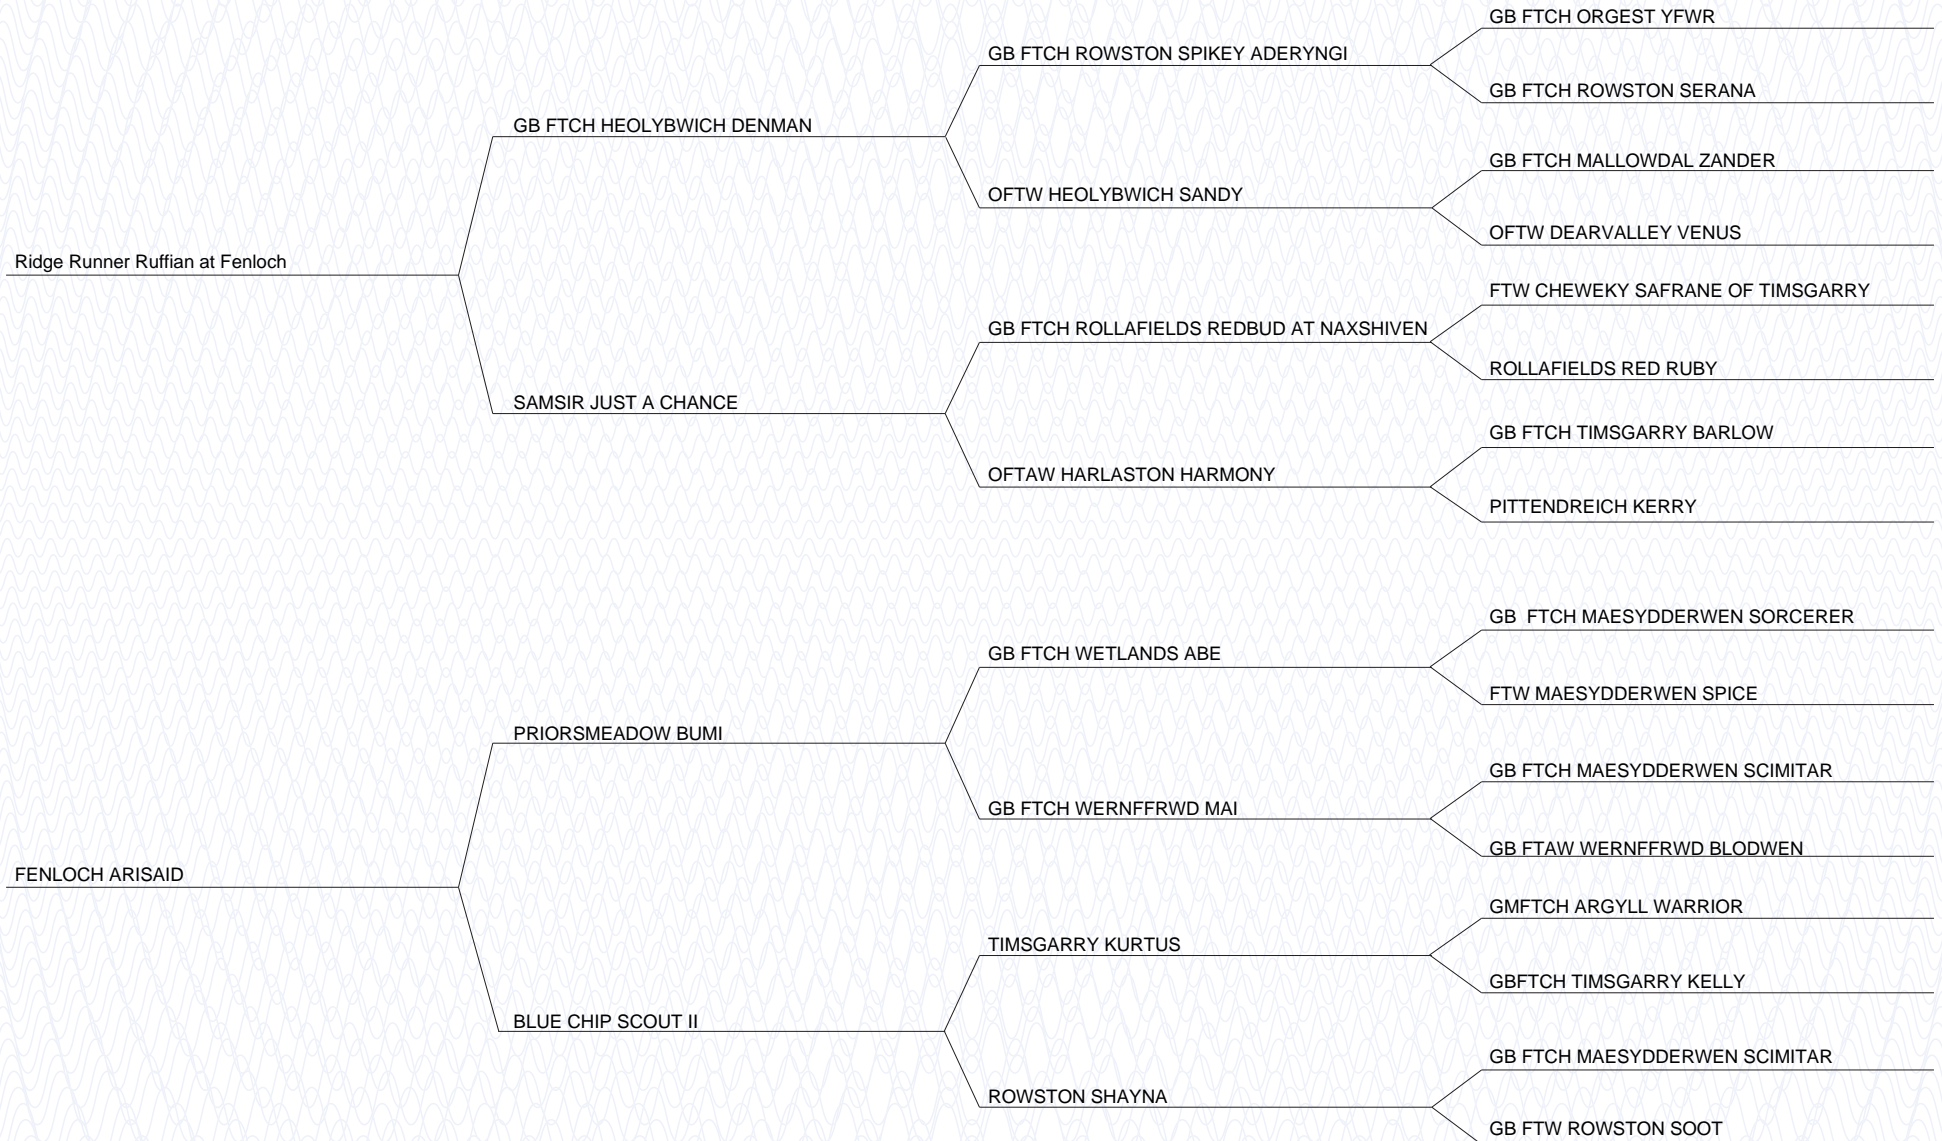 GB FTCH ORGEST YFWR
GB FTCH ROWSTON SPIKEY ADERYNGI
GB FTCH ROWSTON SERANA
GB FTCH HEOLYBWICH DENMAN
GB FTCH MALLOWDAL ZANDER
OFTW HEOLYBWICH SANDY
OFTW DEARVALLEY VENUS
Ridge Runner Ruffian at Fenloch
FTW CHEWEKY SAFRANE OF TIMSGARRY
GB FTCH ROLLAFIELDS REDBUD AT NAXSHIVEN
ROLLAFIELDS RED RUBY
SAMSIR JUST A CHANCE
GB FTCH TIMSGARRY BARLOW
OFTAW HARLASTON HARMONY
PITTENDREICH KERRY
GB  FTCH MAESYDDERWEN SORCERER
GB FTCH WETLANDS ABE
FTW MAESYDDERWEN SPICE
PRIORSMEADOW BUMI
GB FTCH MAESYDDERWEN SCIMITAR
GB FTCH WERNFFRWD MAI
GB FTAW WERNFFRWD BLODWEN
FENLOCH ARISAID
GMFTCH ARGYLL WARRIOR
TIMSGARRY KURTUS
GBFTCH TIMSGARRY KELLY
BLUE CHIP SCOUT II
GB FTCH MAESYDDERWEN SCIMITAR
ROWSTON SHAYNA
GB FTW ROWSTON SOOT